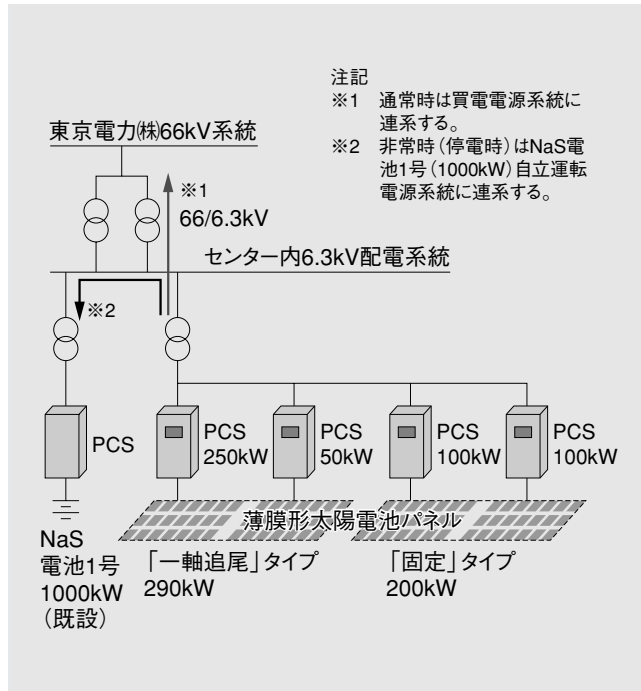 注記
※1 通常時は買電電源系統に
連系する。
※2 非常時(停電時)はNaS電
池1号(1000kW)自立運転
電源系統に連系する。
東京電力㈱66kV系統
※1
66/6.3kV
センター内6.3kV配電系統
※2
PCS
PCS
250kW
PCS
50kW
PCS
100kW
PCS
100kW
薄膜形太陽電池パネル
NaS
電池1号
1000kW
(既設)
「一軸追尾」タイプ
290kW
「固定」タイプ
200kW